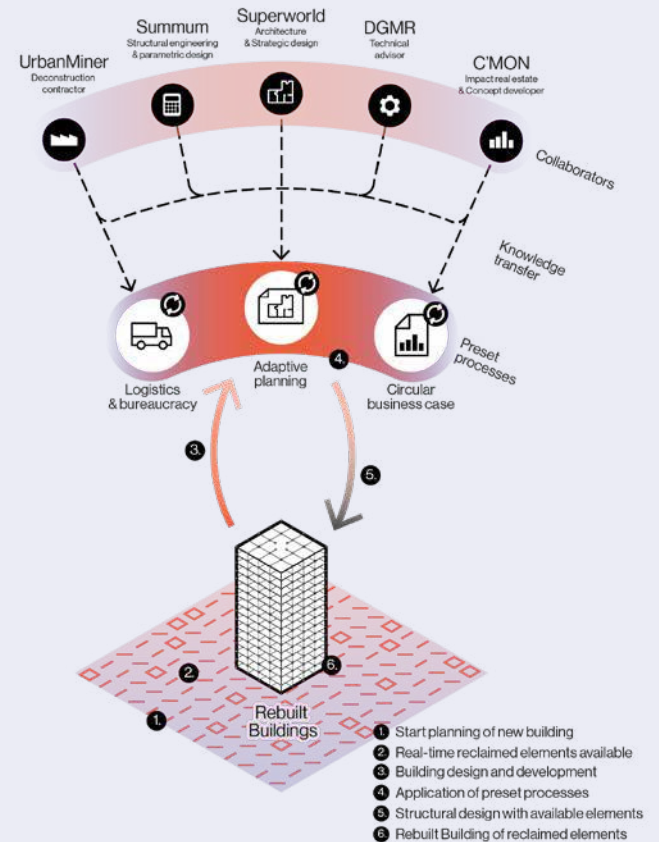 Superworld
Architecture
& Strategic design
Summum
Structural engineering
& parametric design
DGMR
Technical
advisor
UrbanMiner
Deconstruction
contractor
C'MON
Impact real estate
& Concept developer
Collaborators
Knowledge
transfer
Preset
processes
4.
Adaptive
planning
Logistics
& bureaucracy
Circular
business case
3.
5.
2.
6.
1.
Rebuilt
Buildings
1. Start planning of new building
2. Real-time reclaimed elements available
3. Building design and development
4. Application of preset processes
5. Structural design with available elements
6. Rebuilt Building of reclaimed elements